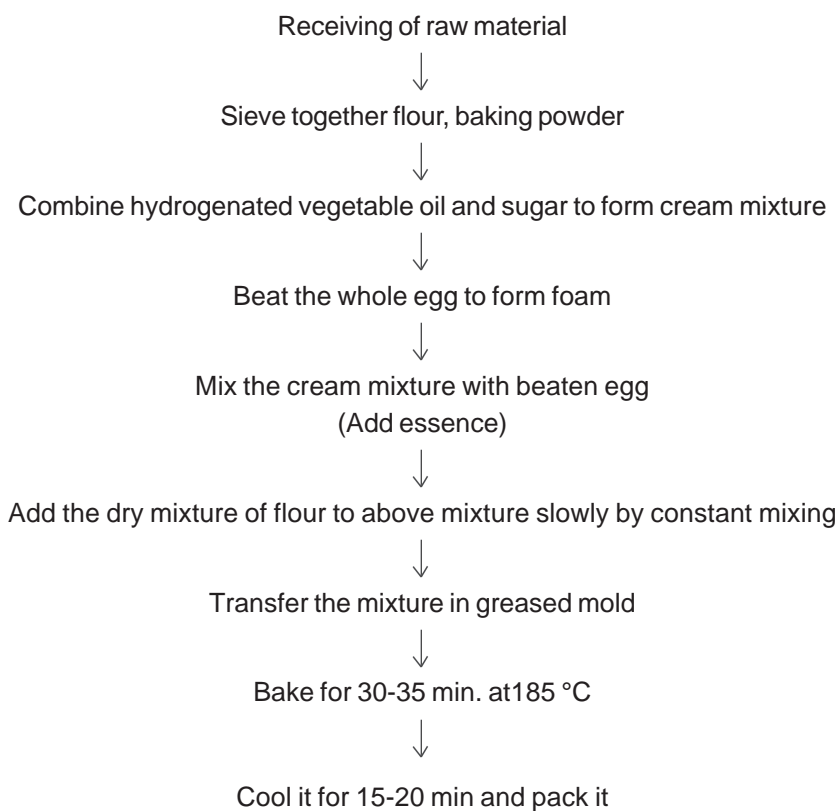 Receiving of raw material
Sieve together flour, baking powder
Combine hydrogenated vegetable oil and sugar to form cream mixture
Beat the whole egg to form foam
Mix the cream mixture with beaten egg
(Add essence)
Add the dry mixture of flour to above mixture slowly by constant mixing
Transfer the mixture in greased mold
Bake for 30-35 min. at185 °C
Cool it for 15-20 min and pack it